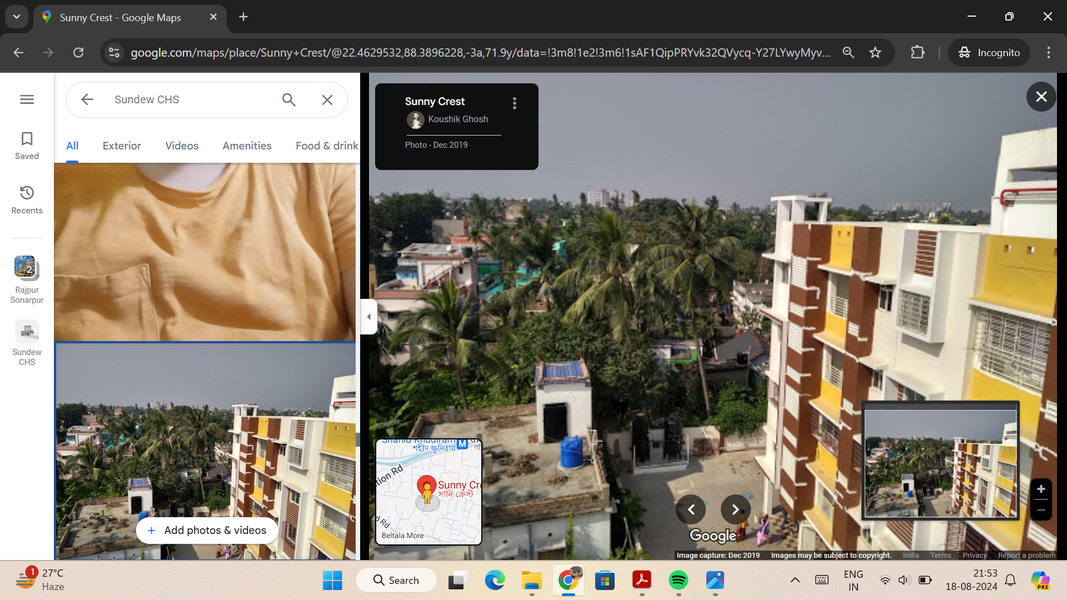 Sunny Crest - Google Maps
google.com/maps/place/Sunny+Crest/@22.4629532,88.3896228,-3a,71.9y/data=!3m8!1e2!3m6!1sAF1QipPRYvk32QVycq-Y27LYwyMyv...
Incognito
Sundew CHS
Saved
Recents
Rajpur
Sonarpur
2
Sundew
CHS
All
Exterior
Videos
Amenities
Food & drink
+ Add photos & videos
Sunny Crest
Koushik Ghosh
Photo - Dec 2019
Shahid Khudiram
M
শহীদ ক্ষুদিরাম
tion Rd
Sunny Cre
সানি ক্রেস্ট
Rd
Beltala More
Google
Image capture: Dec 2019 Images may be subject to copyright. India Terms Privacy Report a problem
1
27°C
Haze
Search
ENG
IN
21:53
18-08-2024
PRE